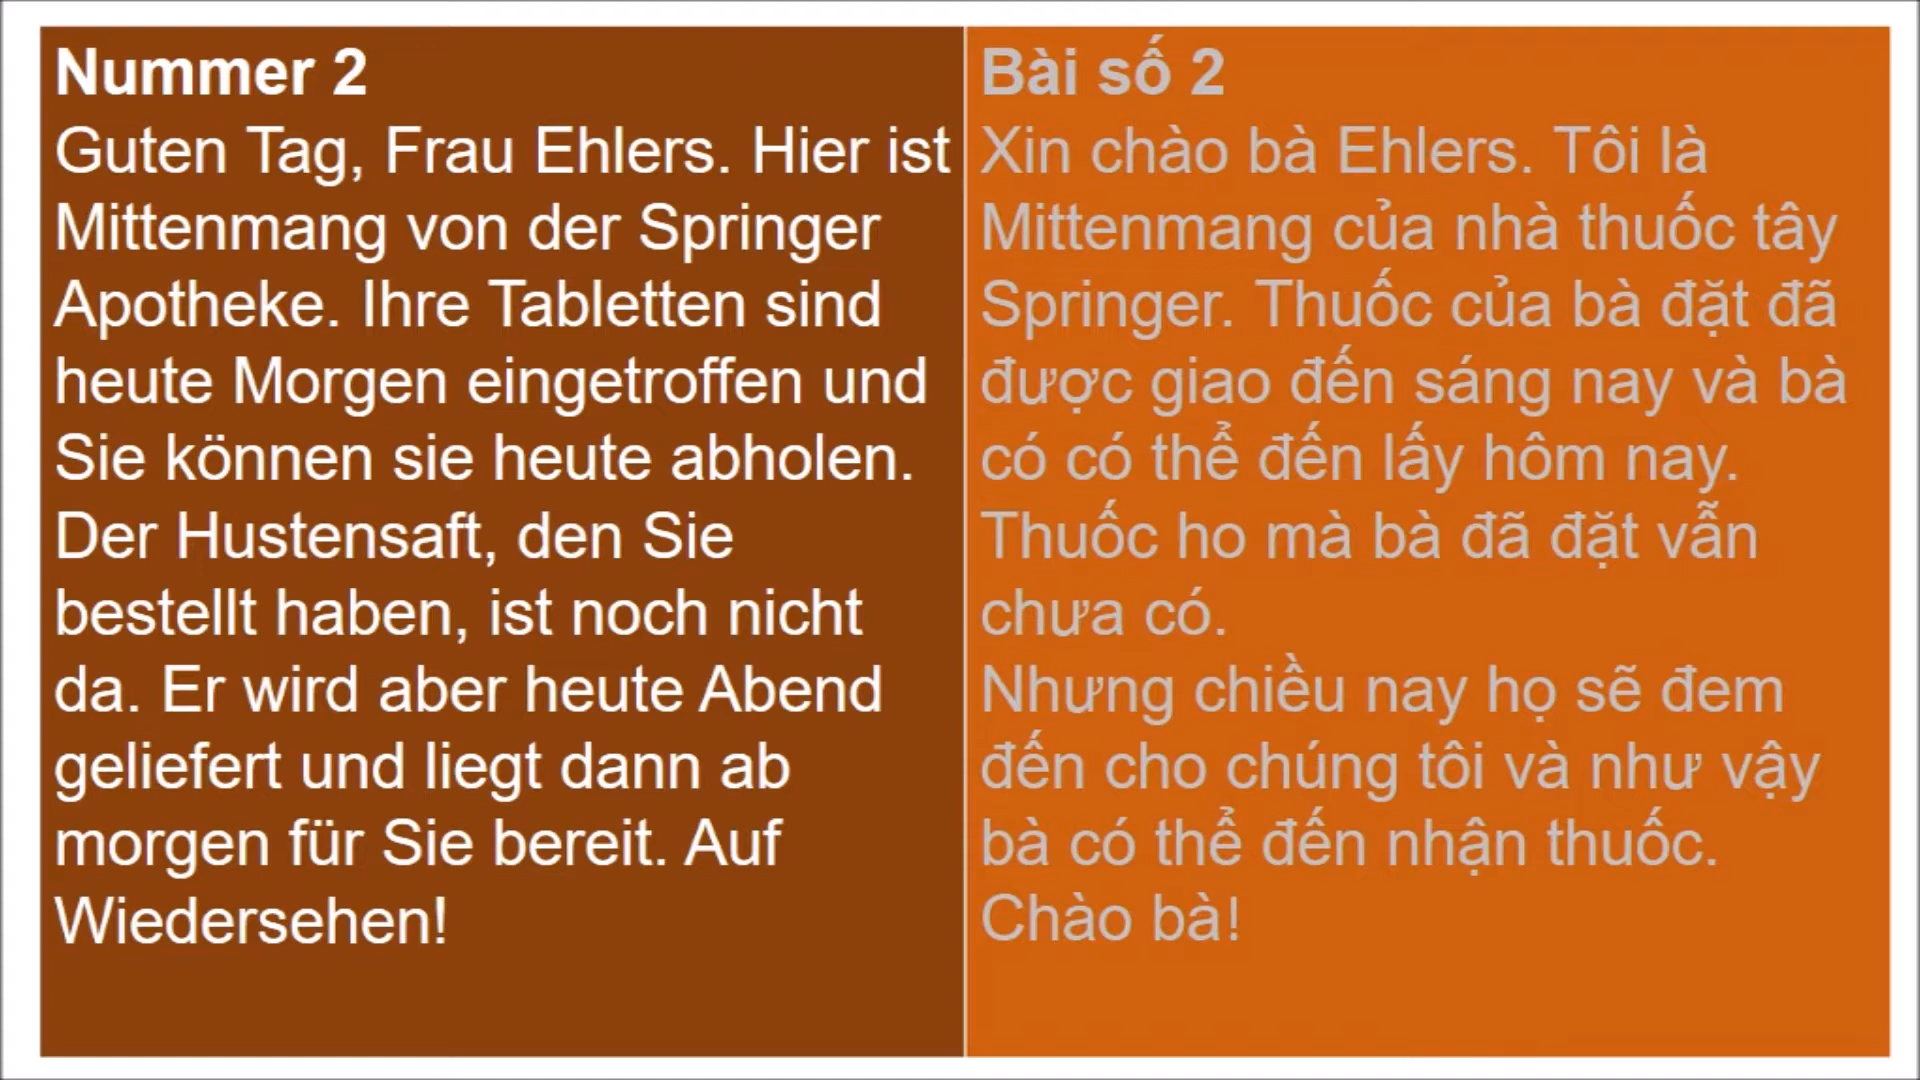 Nummer 2
Guten Tag, Frau Ehlers. Hier ist
Mittenmang von der Springer
Apotheke. Ihre Tabletten sind
heute Morgen eingetroffen und
Sie können sie heute abholen.
Der Hustensaft, den Sie
bestellt haben, ist noch nicht
da. Er wird aber heute Abend
geliefert und liegt dann ab
morgen für Sie bereit. Auf
Wiedersehen!
Bài số 2
Xin chào bà Ehlers. Tôi là
Mittenmang của nhà thuốc tây
Springer. Thuốc của bà đặt đã
được giao đến sáng nay và bà
có có thể đến lấy hôm nay.
Thuốc ho mà bà đã đặt vẫn
chưa có.
Nhưng chiều nay họ sẽ đem
đến cho chúng tôi và như vậy
bà có thể đến nhận thuốc.
Chào bà!